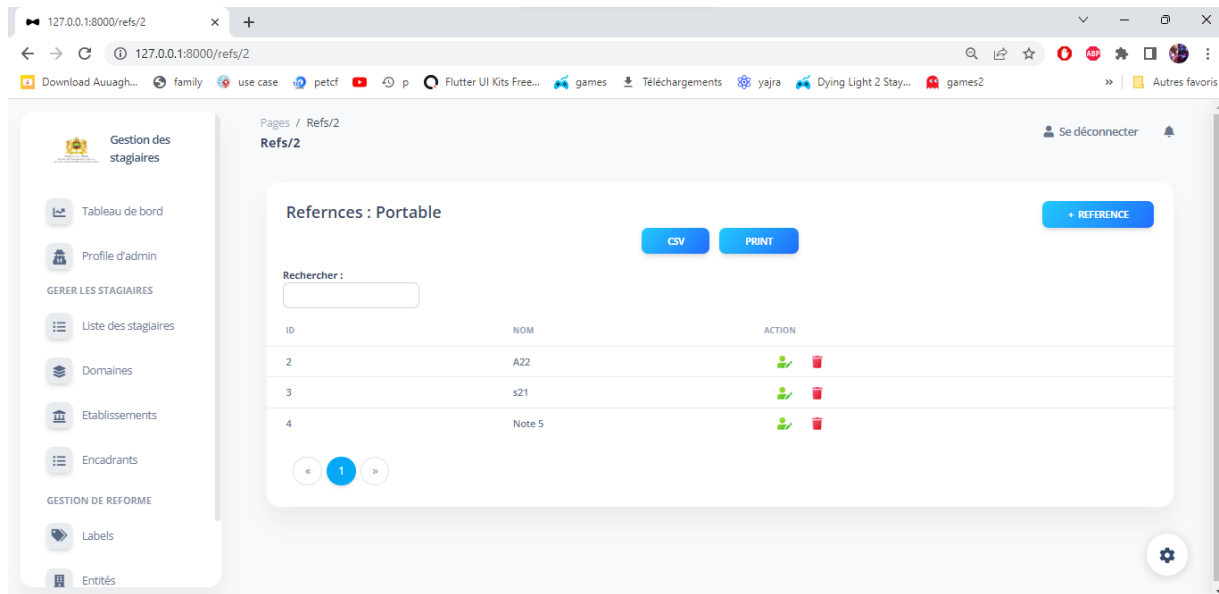 127.0.0.1:8000/refs/2
127.0.0.1:8000/refs/2
Download Auuagh... family use case petcf p Flutter UI Kits Free... games Téléchargements yajra Dying Light 2 Stay... games2 » Autres favoris
ABP
Gestion des
stagiaires
Tableau de bord
Profile d'admin
GERER LES STAGIAIRES
Liste des stagiaires
Domaines
Etablissements
Encadrants
GESTION DE REFORME
Labels
Entités
Pages / Refs/2
Refs/2
Se déconnecter
Refernces : Portable
+ REFERENCE
CSV PRINT
Rechercher :
ID NOM ACTION
2 A22
3 s21
4 Note 5
« 1 »